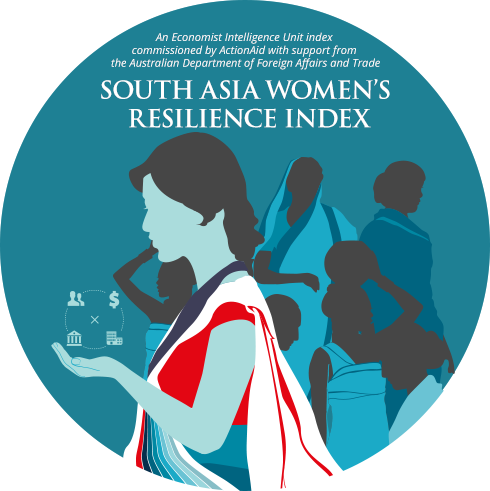 An Economist Intelligence Unit index
commissioned by ActionAid with support from
the Australian Department of Foreign Affairs and Trade
SOUTH ASIA WOMEN'S
RESILIENCE INDEX
$